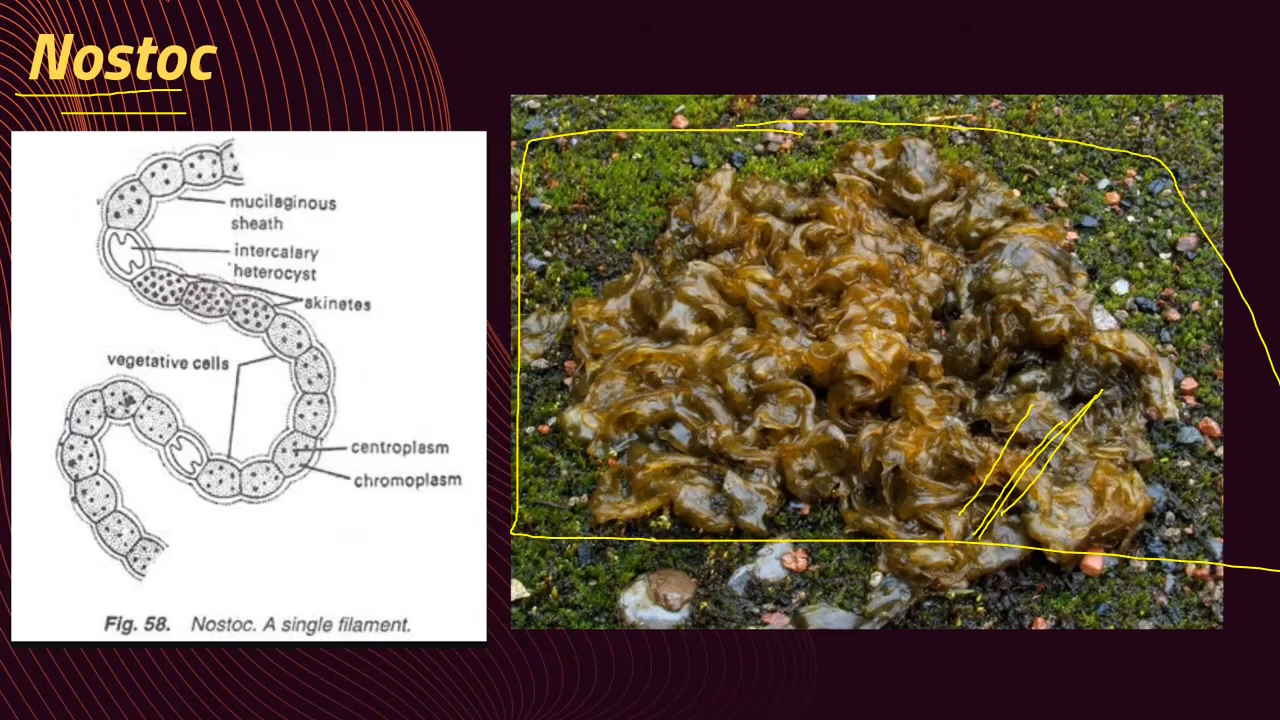 Nostoc
mucilaginous
sheath
intercalary
heterocyst
akinetes
vegetative cells
centroplasm
chromoplasm
Fig. 58. Nostoc. A single filament.